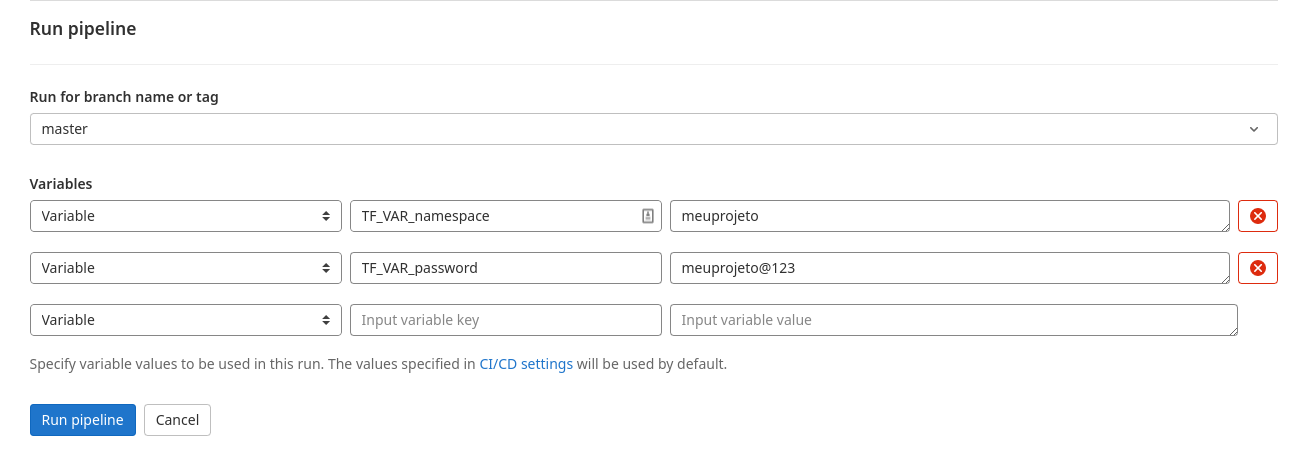 Run pipeline
Run for branch name or tag
master
Variables
Variable TF_VAR_namespace meuprojeto
Variable TF_VAR_password meuprojeto@123
Variable Input variable key Input variable value
Specify variable values to be used in this run. The values specified in CI/CD settings will be used by default.
Run pipeline Cancel